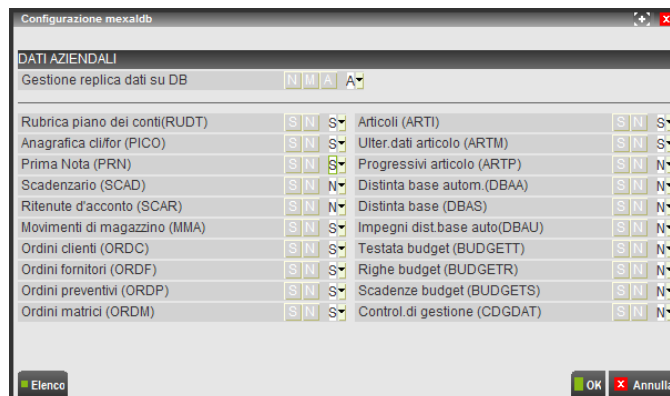 Configurazione mexaldb
DATI AZIENDALI
Gestione replica dati su DB N M A A
Rubrica piano dei conti(RUDT) S N S Articoli (ARTI) S N S
Anagrafica cli/for (PICO) S N S Ulter.dati articolo (ARTM) S N S
Prima Nota (PRN) S N S Progressivi articolo (ARTP) S N N
Scadenzario (SCAD) S N N Distinta base autom.(DBAA) S N N
Ritenute d'acconto (SCAR) S N N Distinta base (DBAS) S N N
Movimenti di magazzino (MMA) S N S Impegni dist.base auto(DBAU) S N N
Ordini clienti (ORDC) S N S Testata budget (BUDGETT) S N N
Ordini fornitori (ORDF) S N S Righe budget (BUDGETR) S N N
Ordini preventivi (ORDP) S N S Scadenze budget (BUDGETS) S N N
Ordini matrici (ORDM) S N S Control.di gestione (CDGDAT) S N N
Elenco OK Annulla